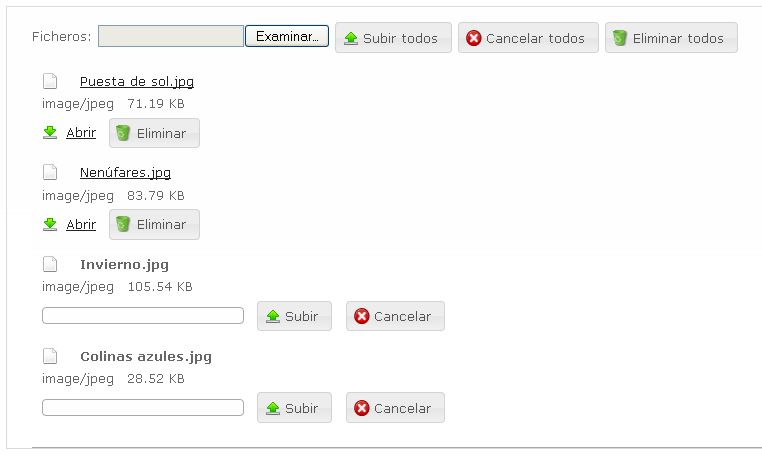 Ficheros: Examinar... Subir todos Cancelar todos Eliminar todos
Puesta de sol.jpg
image/jpeg 71.19 KB
Abrir Eliminar
Nenúfares.jpg
image/jpeg 83.79 KB
Abrir Eliminar
Invierno.jpg
image/jpeg 105.54 KB
Subir Cancelar
Colinas azules.jpg
image/jpeg 28.52 KB
Subir Cancelar